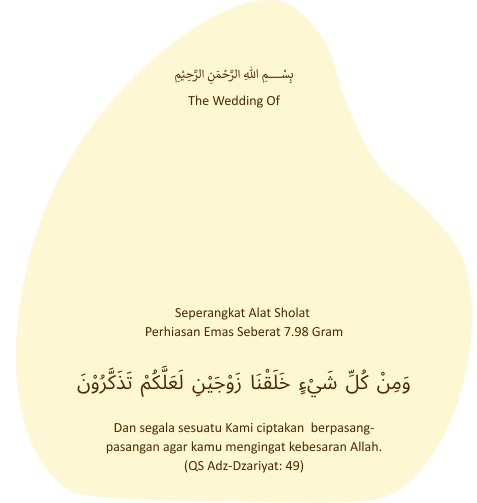 بِسْـــمِ اللهِ الرَّحْمَنِ الرَّحِيْمِ
The Wedding Of
Seperangkat Alat Sholat
Perhiasan Emas Seberat 7.98 Gram
وَمِنْ كُلِّ شَيْءٍ خَلَقْنَا زَوْجَيْنِ لَعَلَّكُمْ تَذَكَّرُوْنَ
Dan segala sesuatu Kami ciptakan  berpasang-
pasangan agar kamu mengingat kebesaran Allah.
(QS Adz-Dzariyat: 49)